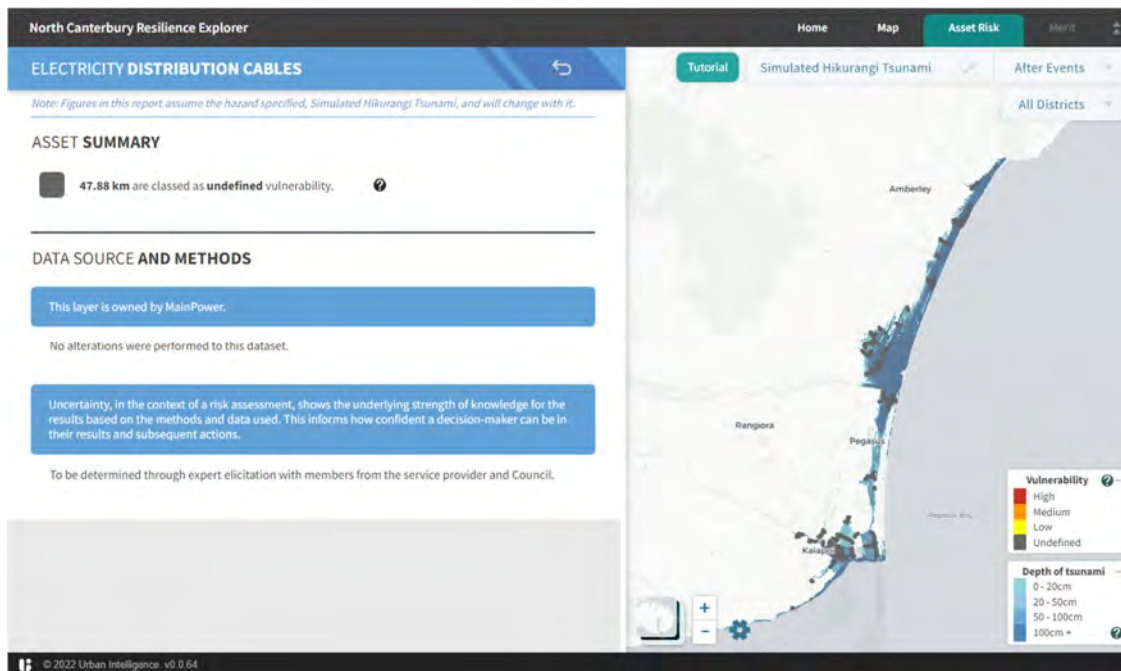 North Canterbury Resilience Explorer
Home
Map
Asset Risk
Merit
ELECTRICITY DISTRIBUTION CABLES
Tutorial
Simulated Hikurangi Tsunami
After Events
All Districts
Note: Figures in this report assume the hazard specified, Simulated Hikurangi Tsunami, and will change with it.
ASSET SUMMARY
47.88 km are classed as undefined vulnerability.
?
DATA SOURCE AND METHODS
This layer is owned by MainPower.
No alterations were performed to this dataset.
Uncertainty, in the context of a risk assessment, shows the underlying strength of knowledge for the
results based on the methods and data used. This informs how confident a decision-maker can be in
their results and subsequent actions.
To be determined through expert elicitation with members from the service provider and Council.
Amberley
Rangiora
Pegasus
Pegasus Bay
Kaiapoi
Vulnerability
?
High
Medium
Low
Undefined
Depth of tsunami
0 - 20cm
20 - 50cm
50 - 100cm
100cm +
?
+
-
© 2022 Urban Intelligence. v0.0.64